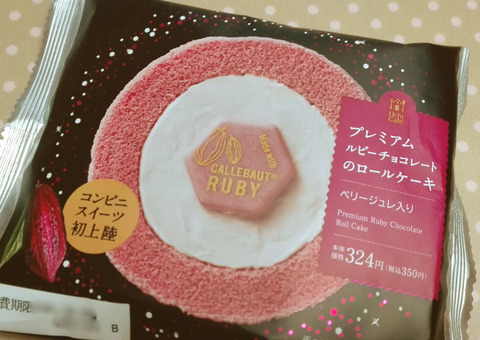 Uchi Café
プレミアム
ルビーチョコレート
のロールケーキ
ベリージュレ入り
Premium Ruby Chocolate
Roll Cake
本体価格 324円 (税込350円)
made with
CALLEBAUT
RUBY
コンビニ
スイーツ
初上陸
費期限
B